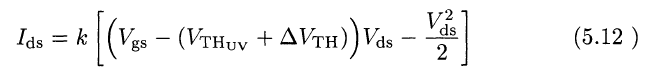 I_ds = k [ ( V_gs − (V_TH_UV + ΔV_TH) ) V_ds − V_ds^2 / 2 ] (5.12 )